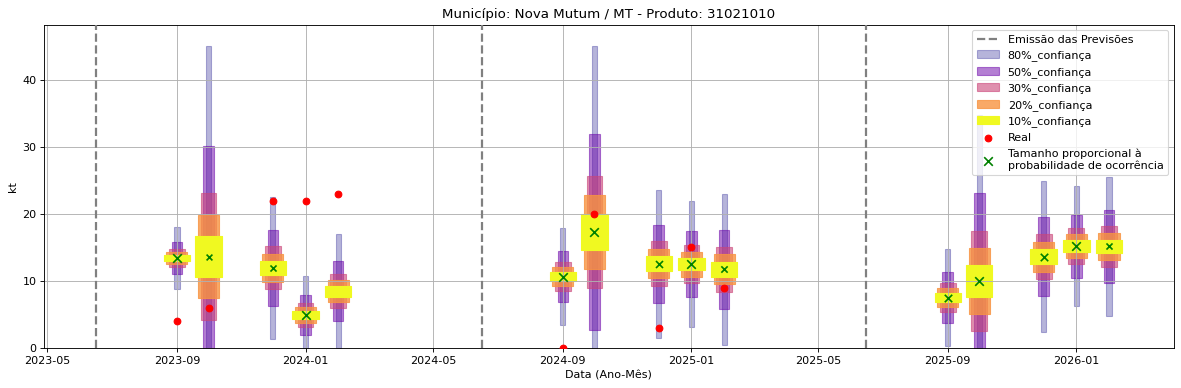 Município: Nova Mutum / MT - Produto: 31021010
Emissão das Previsões
80%_confiança
50%_confiança
30%_confiança
20%_confiança
10%_confiança
Real
Tamanho proporcional à
probabilidade de ocorrência
kt
40
30
20
10
0
2023-05
2023-09
2024-01
2024-05
2024-09
2025-01
2025-05
2025-09
2026-01
Data (Ano-Mês)